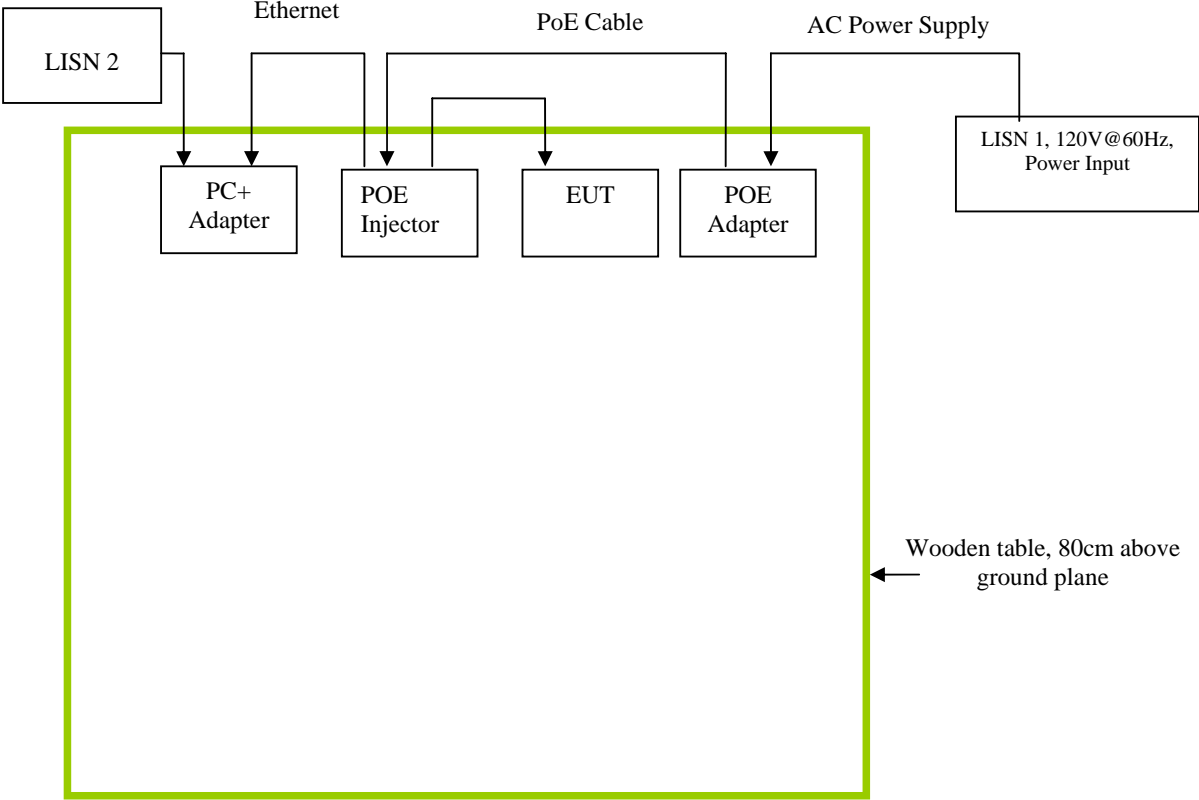 Ethernet
PoE Cable
AC Power Supply
LISN 2
LISN 1, 120V@60Hz,
Power Input
PC+
Adapter
POE
Injector
EUT
POE
Adapter
Wooden table, 80cm above
ground plane